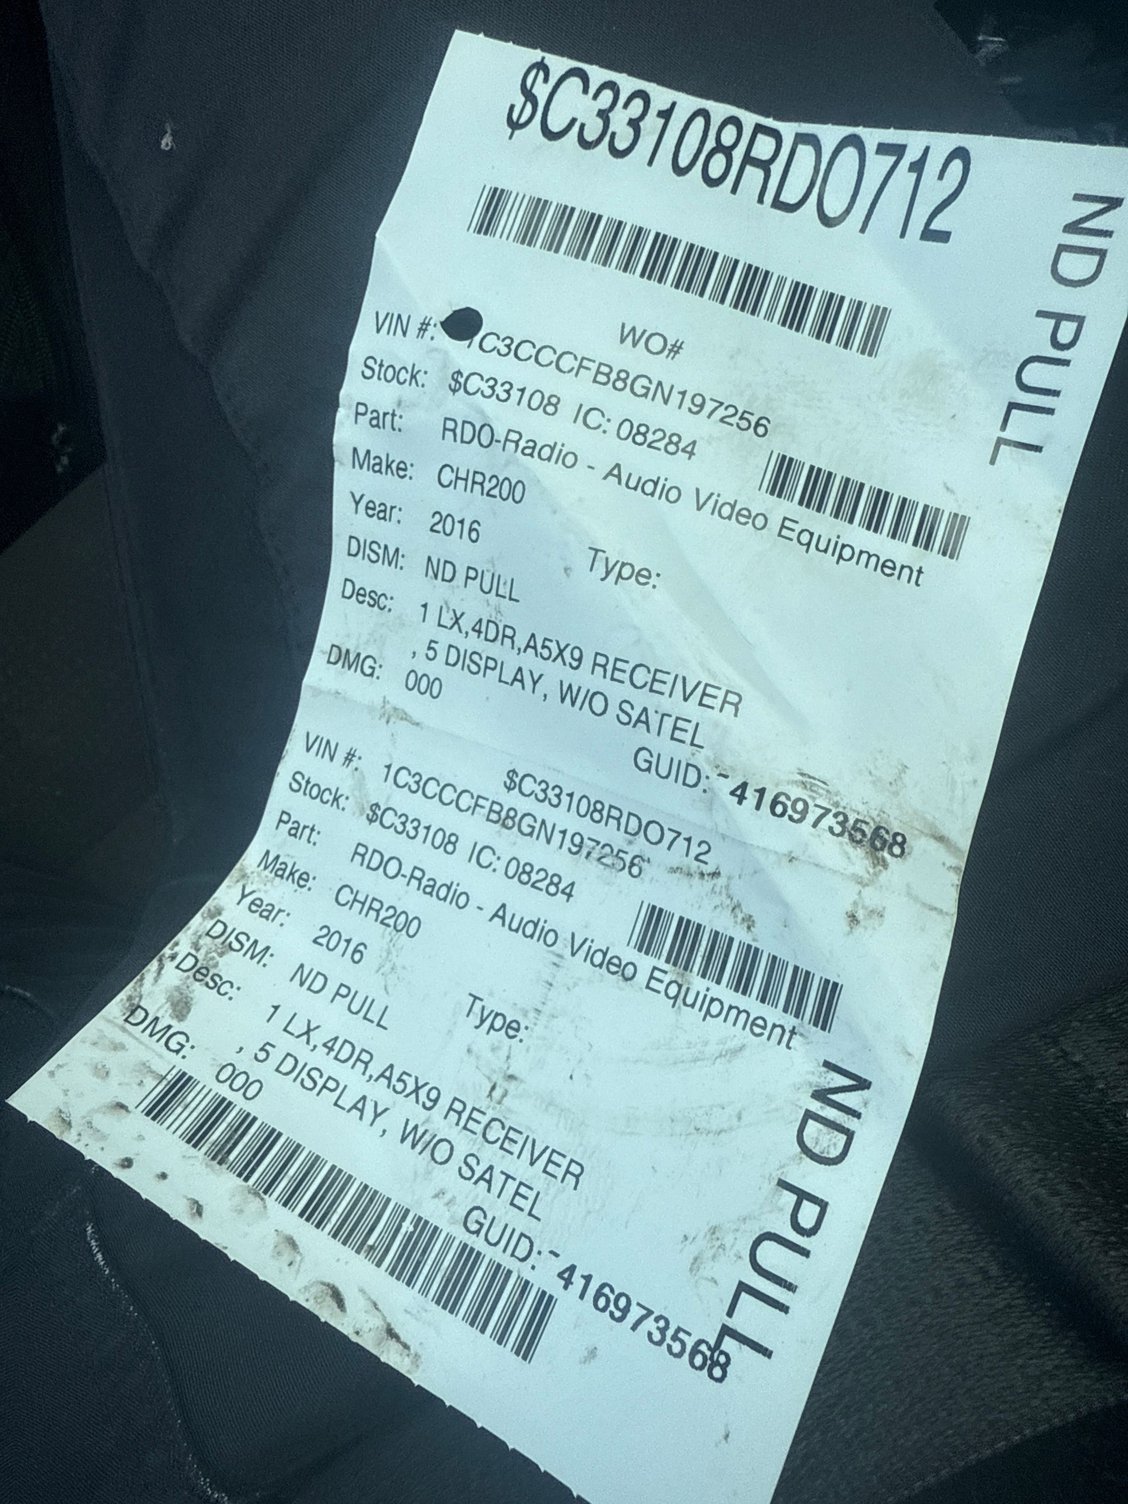 $C33108RDO712
ND PULL
WO#
VIN #: 1C3CCCFB8GN197256
Stock: $C33108 IC: 08284
Part: RDO-Radio - Audio Video Equipment
Make: CHR200
Year: 2016 Type:
DISM: ND PULL
Desc: 1 LX,4DR,A5X9 RECEIVER
, 5 DISPLAY, W/O SATEL
DMG: 000
GUID: -416973568
$C33108RDO712
VIN #: 1C3CCCFB8GN197256
Stock: $C33108 IC: 08284
Part: RDO-Radio - Audio Video Equipment
Make: CHR200
Year: 2016
DISM: ND PULL Type:
Desc: 1 LX,4DR,A5X9 RECEIVER
, 5 DISPLAY, W/O SATEL
DMG: 000
GUID: -416973568
ND PULL